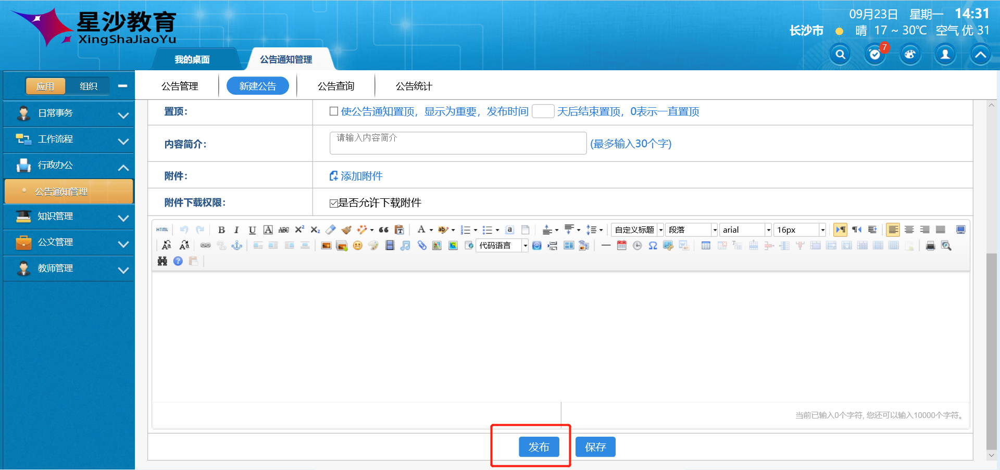 星沙教育
XingShaJiaoYu
09月23日 星期一 14:31
长沙市 晴 17 ~ 30℃ 空气 优 31
7
我的桌面 公告通知管理
应用 组织
公告管理 新建公告 公告查询 公告统计
日常事务
工作流程
行政办公
公告通知管理
知识管理
公文管理
教师管理
置顶: 使公告通知置顶，显示为重要，发布时间 天后结束置顶，0表示一直置顶
内容简介: 请输入内容简介 (最多输入30个字)
附件: 添加附件
附件下载权限: 是否允许下载附件
HTML B I U A ABC X² X₂ 自定义标题 段落 arial 16px
代码语言
当前已输入0个字符, 您还可以输入10000个字符。
发布 保存